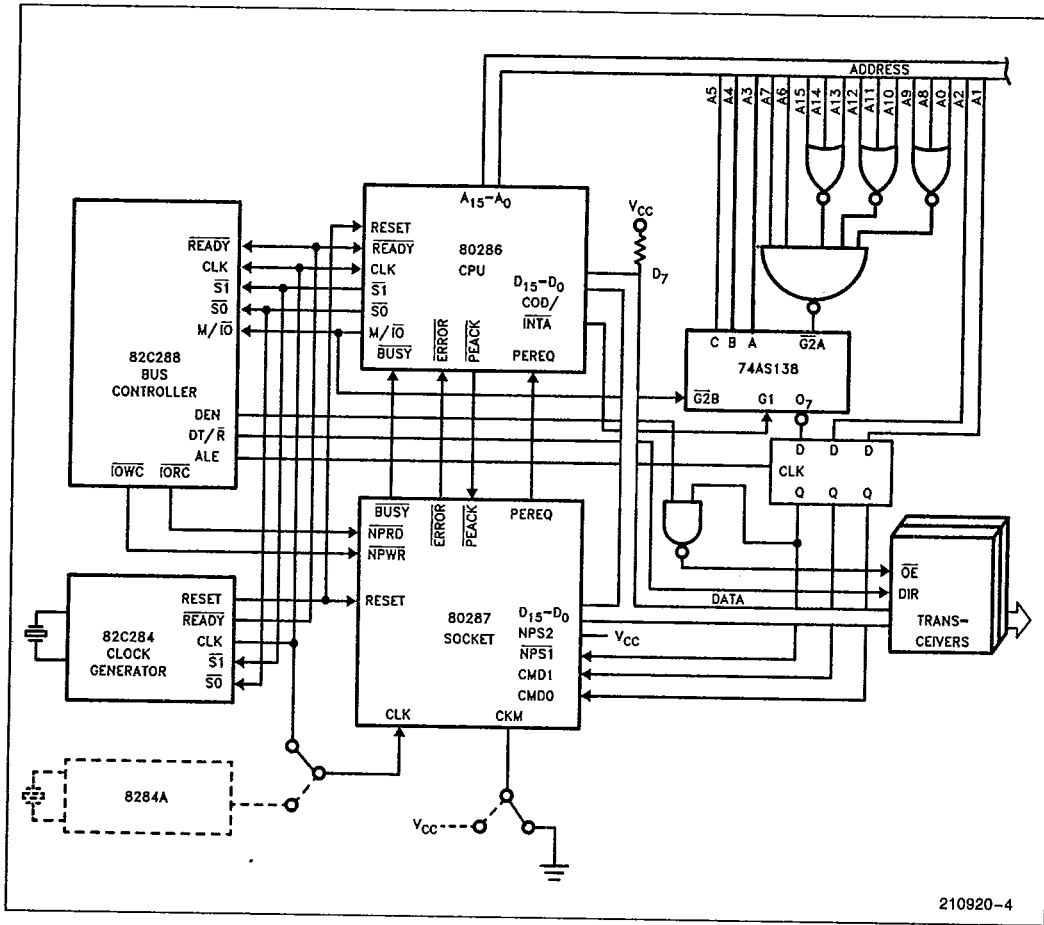 ADDRESS
A5
A4
A3
A7
A6
A15
A14
A13
A12
A11
A10
A9
A8
A0
A2
A1
82C288
BUS
CONTROLLER
READY
CLK
S1
S0
M/IO
DEN
DT/R
ALE
IOWC
IORC
A15-A0
RESET
READY
CLK
S1
S0
M/IO
80286
CPU
D15-D0
COD/
INTA
BUSY
ERROR
PEACK
PEREQ
VCC
D7
C B A G2A
74AS138
G2B G1 O7
D D D
CLK
Q Q Q
BUSY
ERROR
PEACK
PEREQ
NPRD
NPWR
RESET
80287
SOCKET
D15-D0
NPS2
NPS1
CMD1
CMD0
CLK
CKM
VCC
DATA
OE
DIR
TRANS-
CEIVERS
82C284
CLOCK
GENERATOR
RESET
READY
CLK
S1
S0
8284A
VCC
210920-4